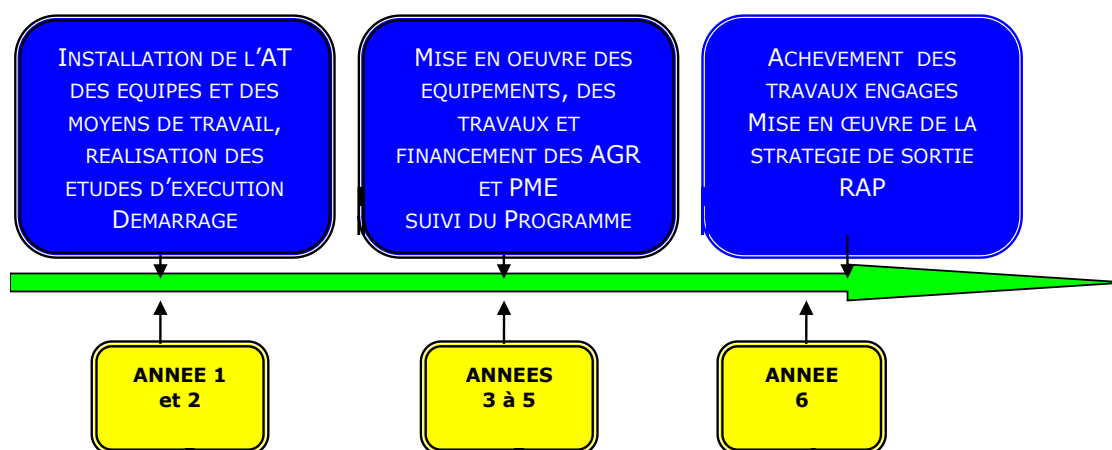 INSTALLATION DE L'AT
DES EQUIPES ET DES
MOYENS DE TRAVAIL,
REALISATION DES
ETUDES D'EXECUTION
DEMARRAGE
MISE EN OEUVRE DES
EQUIPEMENTS, DES
TRAVAUX ET
FINANCEMENT DES AGR
ET PME
SUIVI DU PROGRAMME
ACHEVEMENT DES
TRAVAUX ENGAGES
MISE EN ŒUVRE DE LA
STRATEGIE DE SORTIE
RAP
ANNEE 1
et 2
ANNEES
3 à 5
ANNEE
6